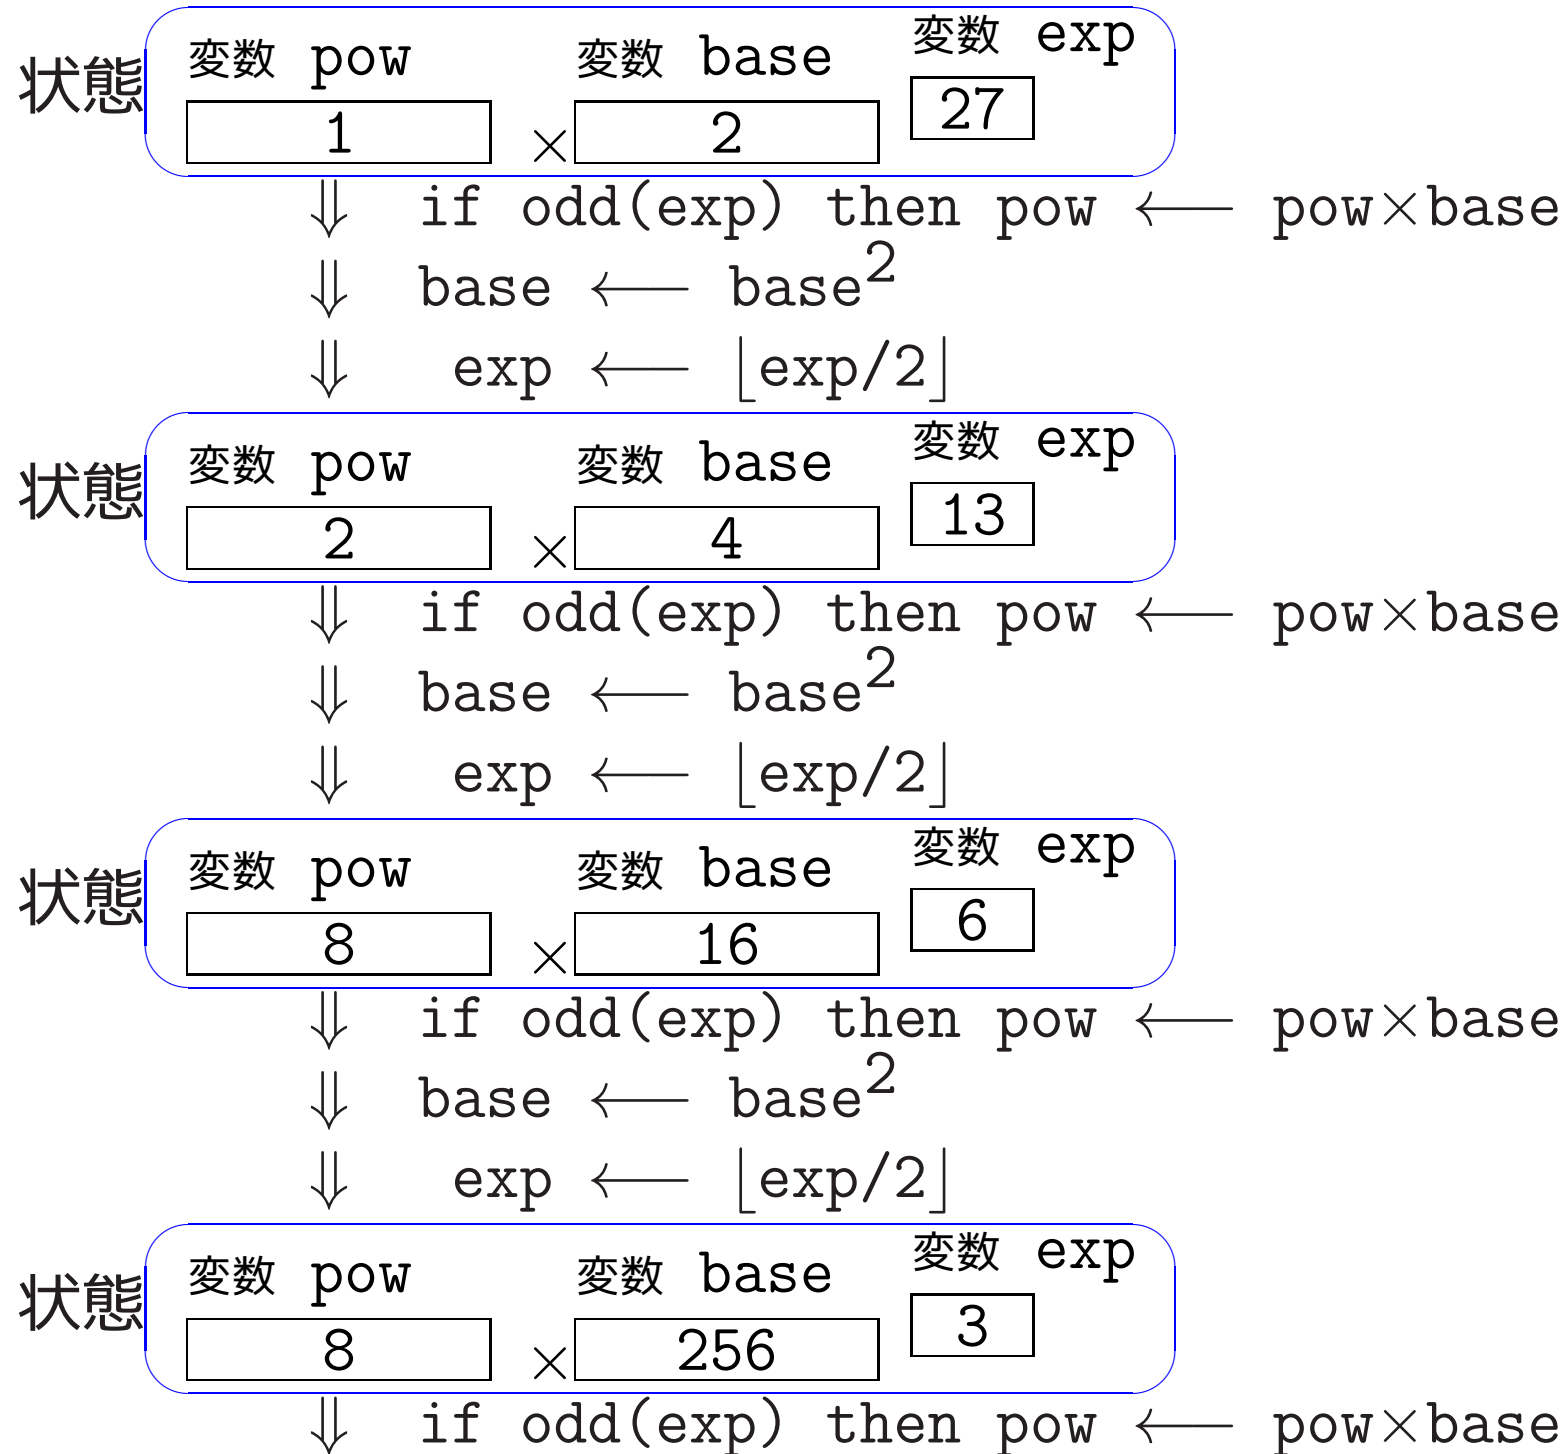 状態 変数 pow 変数 base 変数 exp
1 × 2 27
⇓ if odd(exp) then pow ⟵ pow×base
⇓ base ⟵ base²
⇓ exp ⟵ ⌊exp/2⌋
状態 変数 pow 変数 base 変数 exp
2 × 4 13
⇓ if odd(exp) then pow ⟵ pow×base
⇓ base ⟵ base²
⇓ exp ⟵ ⌊exp/2⌋
状態 変数 pow 変数 base 変数 exp
8 × 16 6
⇓ if odd(exp) then pow ⟵ pow×base
⇓ base ⟵ base²
⇓ exp ⟵ ⌊exp/2⌋
状態 変数 pow 変数 base 変数 exp
8 × 256 3
⇓ if odd(exp) then pow ⟵ pow×base